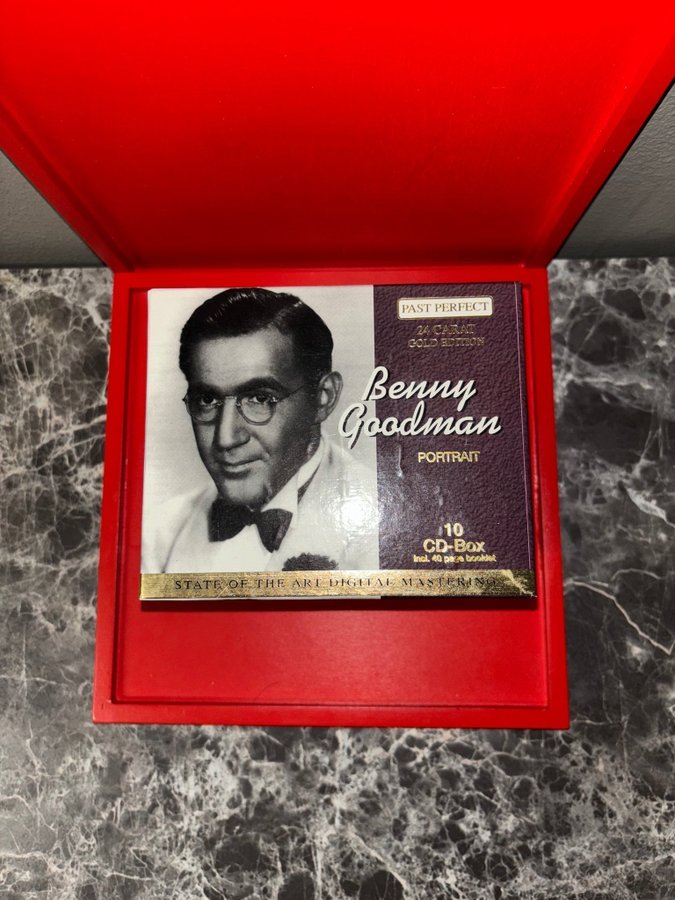 PAST PERFECT
24 CARAT
GOLD EDITION
Benny
Goodman
PORTRAIT
10
CD-Box
incl. 40 page booklet
STATE OF THE ART DIGITAL MASTERING